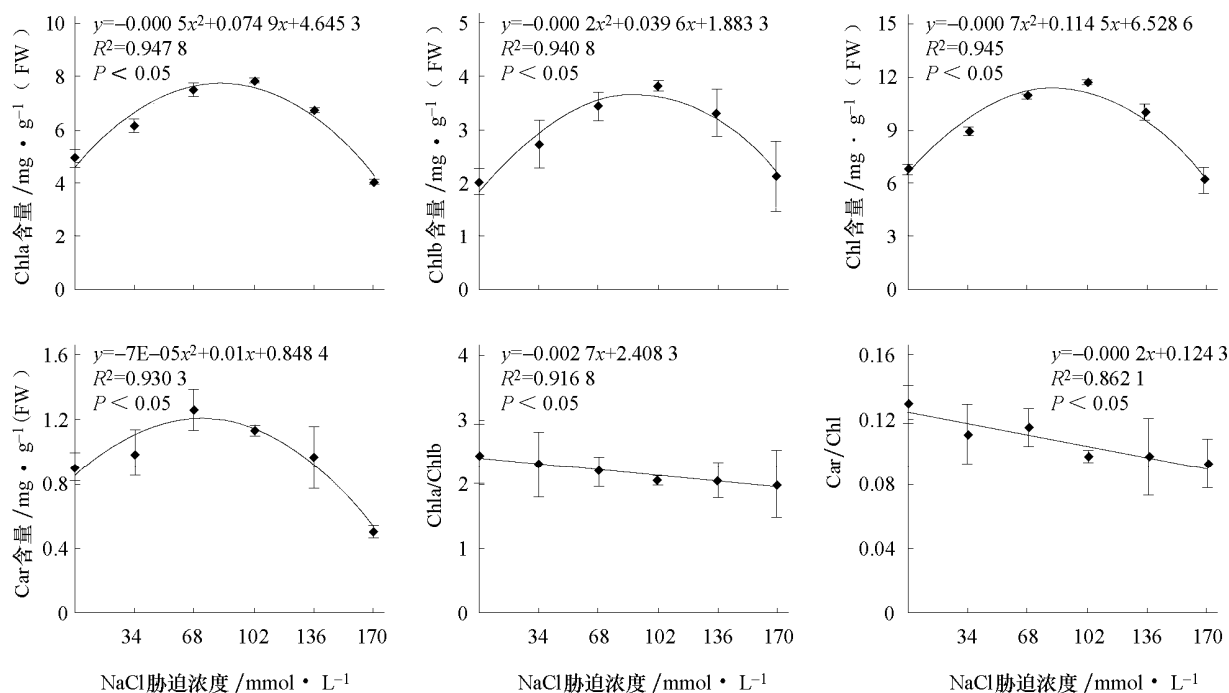 y=−0.000 5x²+0.074 9x+4.645 3
R²=0.947 8
P < 0.05
Chla含量 /mg·g⁻¹（FW）
10
8
6
4
2
0
y=−0.000 2x²+0.039 6x+1.883 3
R²=0.940 8
P < 0.05
Chlb含量 /mg·g⁻¹（FW）
5
4
3
2
1
0
y=−0.000 7x²+0.114 5x+6.528 6
R²=0.945
P < 0.05
Chl含量 /mg·g⁻¹（FW）
15
12
9
6
3
0
y=−7E−05x²+0.01x+0.848 4
R²=0.930 3
P < 0.05
Car含量 /mg·g⁻¹(FW)
1.6
1.2
0.8
0.4
0
34 68 102 136 170
NaCl胁迫浓度 /mmol·L⁻¹
y=−0.002 7x+2.408 3
R²=0.916 8
P < 0.05
Chla/Chlb
4
3
2
1
0
34 68 102 136 170
NaCl胁迫浓度 /mmol·L⁻¹
y=−0.000 2x+0.124 3
R²=0.862 1
P < 0.05
Car/Chl
0.16
0.12
0.08
0.04
0
34 68 102 136 170
NaCl胁迫浓度 /mmol·L⁻¹